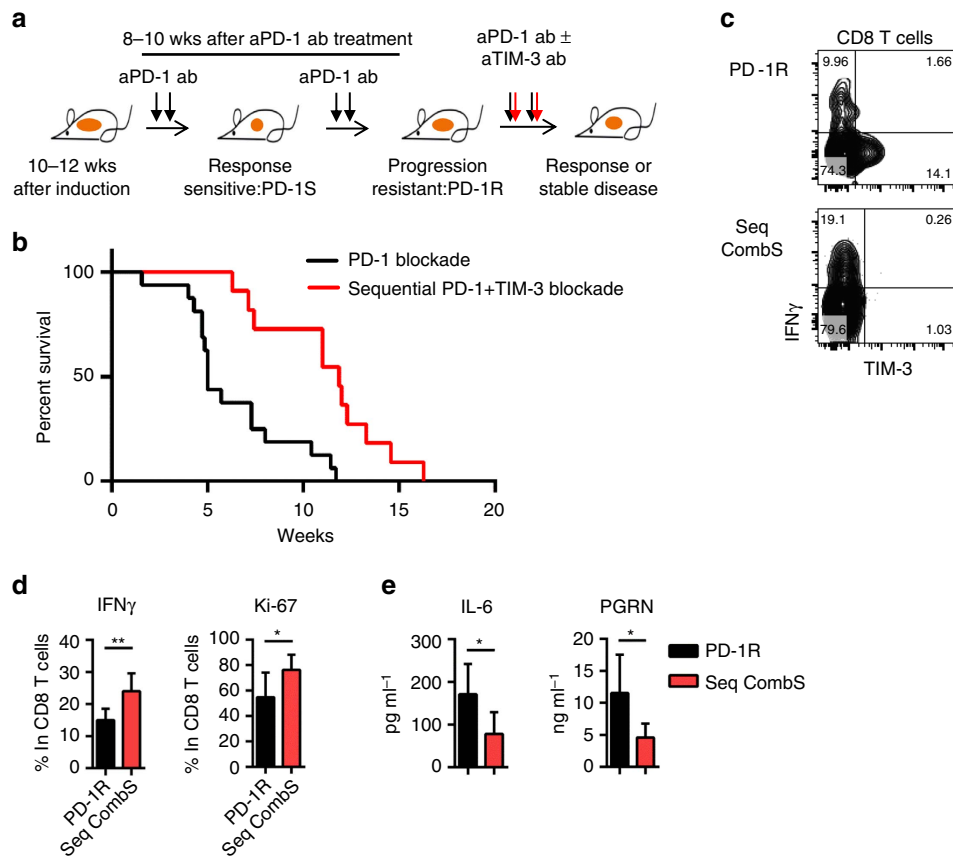 a
8–10 wks after aPD-1 ab treatment
aPD-1 ab
aPD-1 ab
aPD-1 ab ±
aTIM-3 ab
10–12 wks
after induction
Response
sensitive:PD-1S
Progression
resistant:PD-1R
Response or
stable disease
b
PD-1 blockade
Sequential PD-1+TIM-3 blockade
Percent survival
100
50
0
0 5 10 15 20
Weeks
c
CD8 T cells
PD-1R
9.96 1.66
74.3 14.1
Seq
CombS
19.1 0.26
79.6 1.03
IFNγ
TIM-3
d
IFNγ
% In CD8 T cells
40
30
20
10
0
PD-1R
Seq CombS
**
Ki-67
% In CD8 T cells
100
80
60
40
20
0
PD-1R
Seq CombS
*
e
IL-6
pg ml⁻¹
300
200
100
0
*
PGRN
ng ml⁻¹
20
15
10
5
0
*
PD-1R
Seq CombS